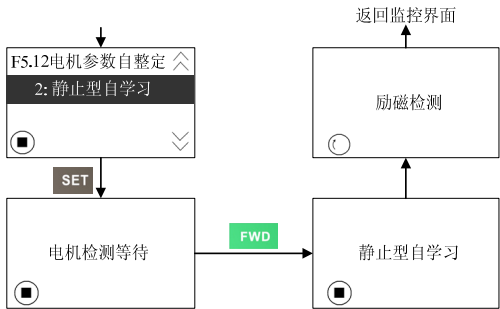 返回监控界面
F5.12电机参数自整定
2: 静止型自学习
励磁检测
SET
电机检测等待
FWD
静止型自学习